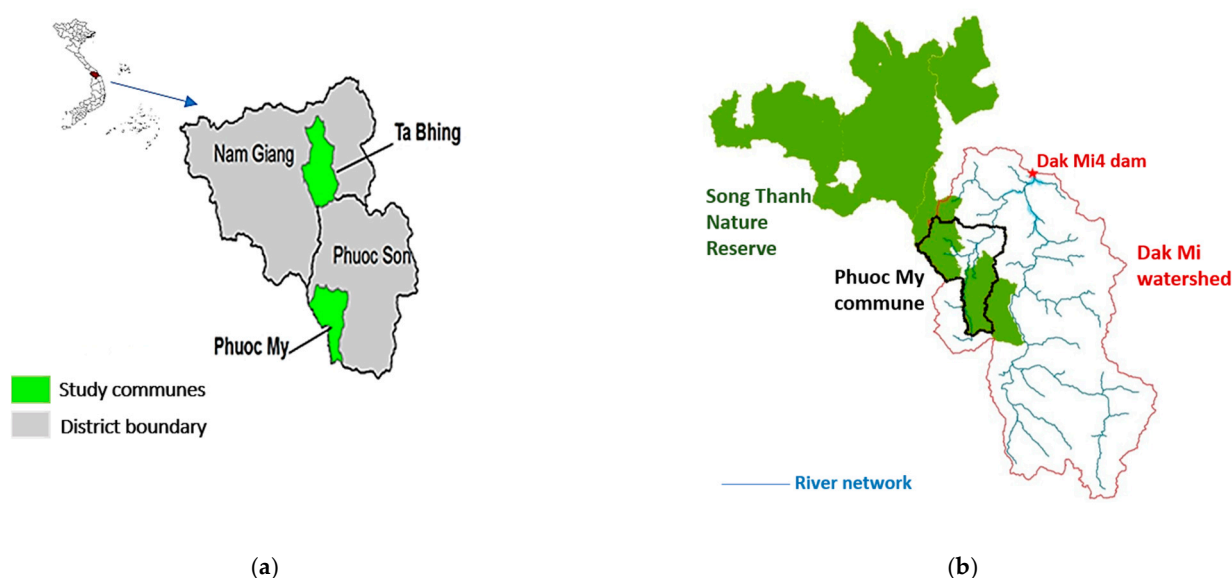 Nam Giang
Ta Bhing
Phuoc Son
Phuoc My
Study communes
District boundary
(a)
Dak Mi4 dam
Song Thanh
Nature
Reserve
Dak Mi
watershed
Phuoc My
commune
River network
(b)